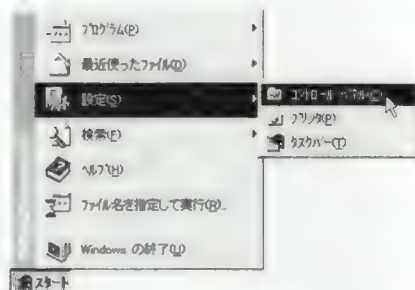 プログラム(P)
最近使ったファイル(D)
設定(S)
検索(F)
ヘルプ(H)
ファイル名を指定して実行(R)...
Windows の終了(U)
スタート
コントロール パネル(C)
プリンタ(P)
タスクバー(T)